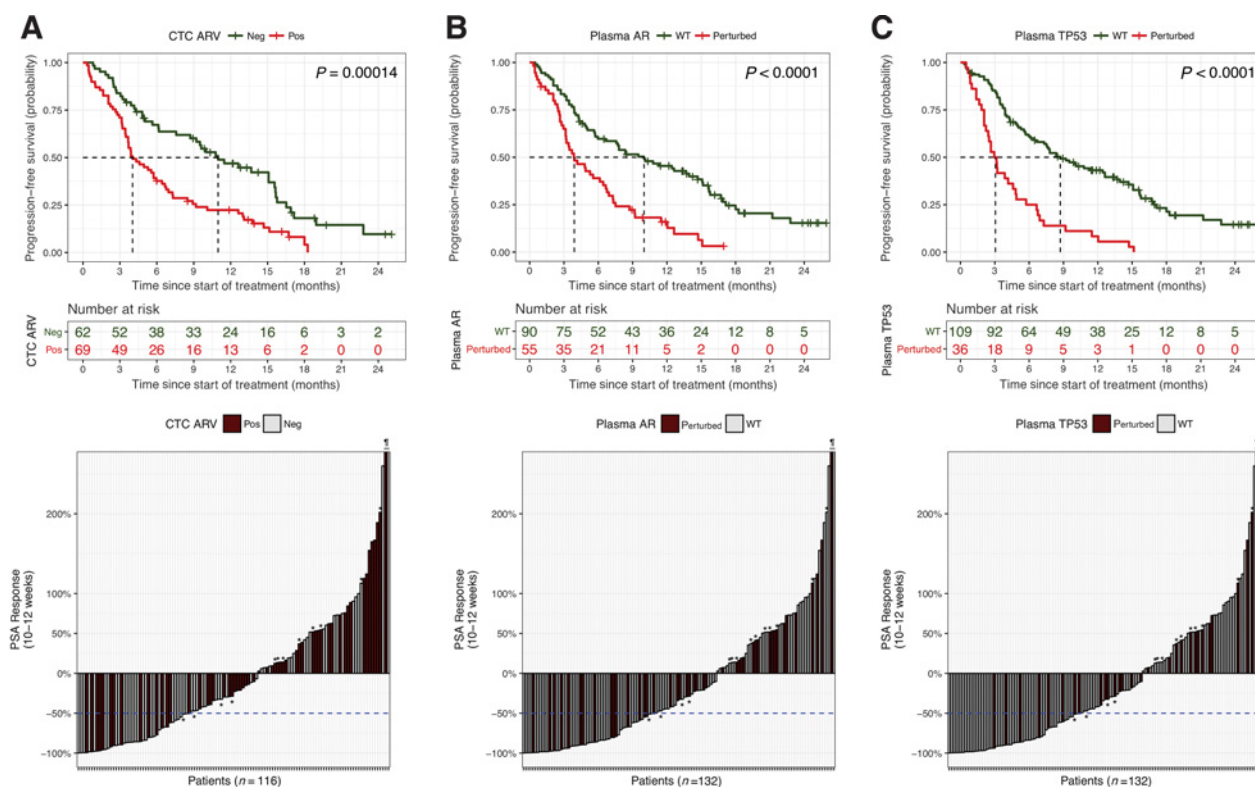 A
CTC ARV Neg Pos
P = 0.00014
Progression-free survival (probability)
1.00
0.75
0.50
0.25
0.00
0 3 6 9 12 15 18 21 24
Time since start of treatment (months)
Number at risk
CTC ARV
Neg 62 52 38 33 24 16 6 3 2
Pos 69 49 26 16 13 6 2 0 0
0 3 6 9 12 15 18 21 24
Time since start of treatment (months)
B
Plasma AR WT Perturbed
P < 0.0001
Progression-free survival (probability)
1.00
0.75
0.50
0.25
0.00
0 3 6 9 12 15 18 21 24
Time since start of treatment (months)
Number at risk
Plasma AR
WT 90 75 52 43 36 24 12 8 5
Perturbed 55 35 21 11 5 2 0 0 0
0 3 6 9 12 15 18 21 24
Time since start of treatment (months)
C
Plasma TP53 WT Perturbed
P < 0.0001
Progression-free survival (probability)
1.00
0.75
0.50
0.25
0.00
0 3 6 9 12 15 18 21 24
Time since start of treatment (months)
Number at risk
Plasma TP53
WT 109 92 64 49 38 25 12 8 5
Perturbed 36 18 9 5 3 1 0 0 0
0 3 6 9 12 15 18 21 24
Time since start of treatment (months)
CTC ARV Pos Neg
¶
PSA Response
(10–12 weeks)
200%
100%
50%
0%
−50%
−100%
Patients (n = 116)
Plasma AR Perturbed WT
¶
PSA Response
(10–12 weeks)
200%
100%
50%
0%
−50%
−100%
Patients (n =132)
Plasma TP53 Perturbed WT
PSA Response
(10–12 weeks)
200%
100%
50%
0%
−50%
−100%
Patients (n =132)